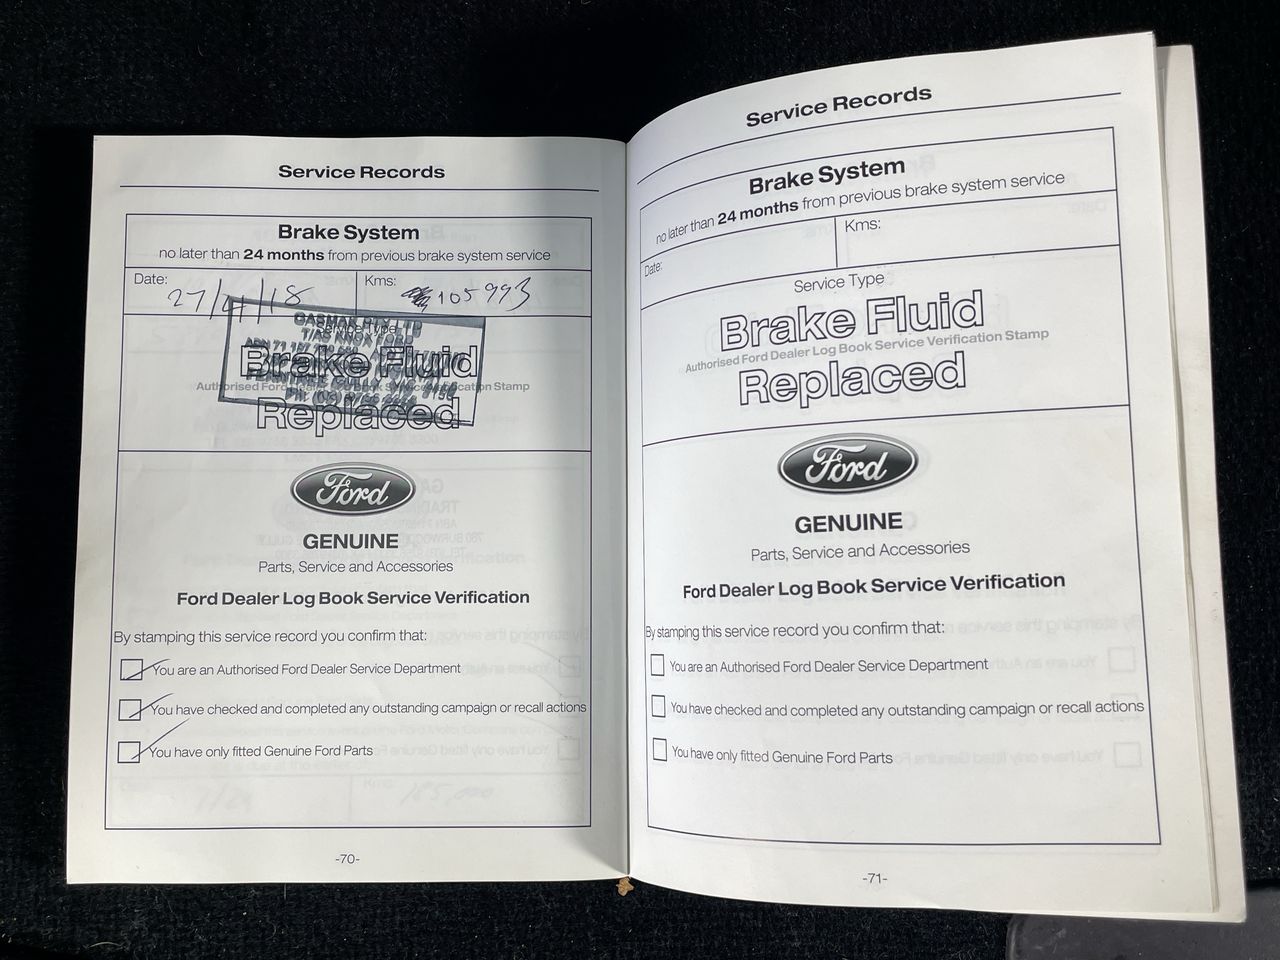 Service Records
Brake System
no later than 24 months from previous brake system service
Date: 27/4/18
Kms: 105993
GASMAK PTY LTD
Service Type
T/AS KNOX FORD
Brake Fluid
Authorised Ford Dealer Log Book Service Verification Stamp
Replaced
Ford
GENUINE
Parts, Service and Accessories
Ford Dealer Log Book Service Verification
By stamping this service record you confirm that:
You are an Authorised Ford Dealer Service Department
You have checked and completed any outstanding campaign or recall actions
You have only fitted Genuine Ford Parts
-70-
Service Records
Brake System
no later than 24 months from previous brake system service
Date:
Kms:
Service Type
Brake Fluid
Authorised Ford Dealer Log Book Service Verification Stamp
Replaced
Ford
GENUINE
Parts, Service and Accessories
Ford Dealer Log Book Service Verification
By stamping this service record you confirm that:
You are an Authorised Ford Dealer Service Department
You have checked and completed any outstanding campaign or recall actions
You have only fitted Genuine Ford Parts
-71-